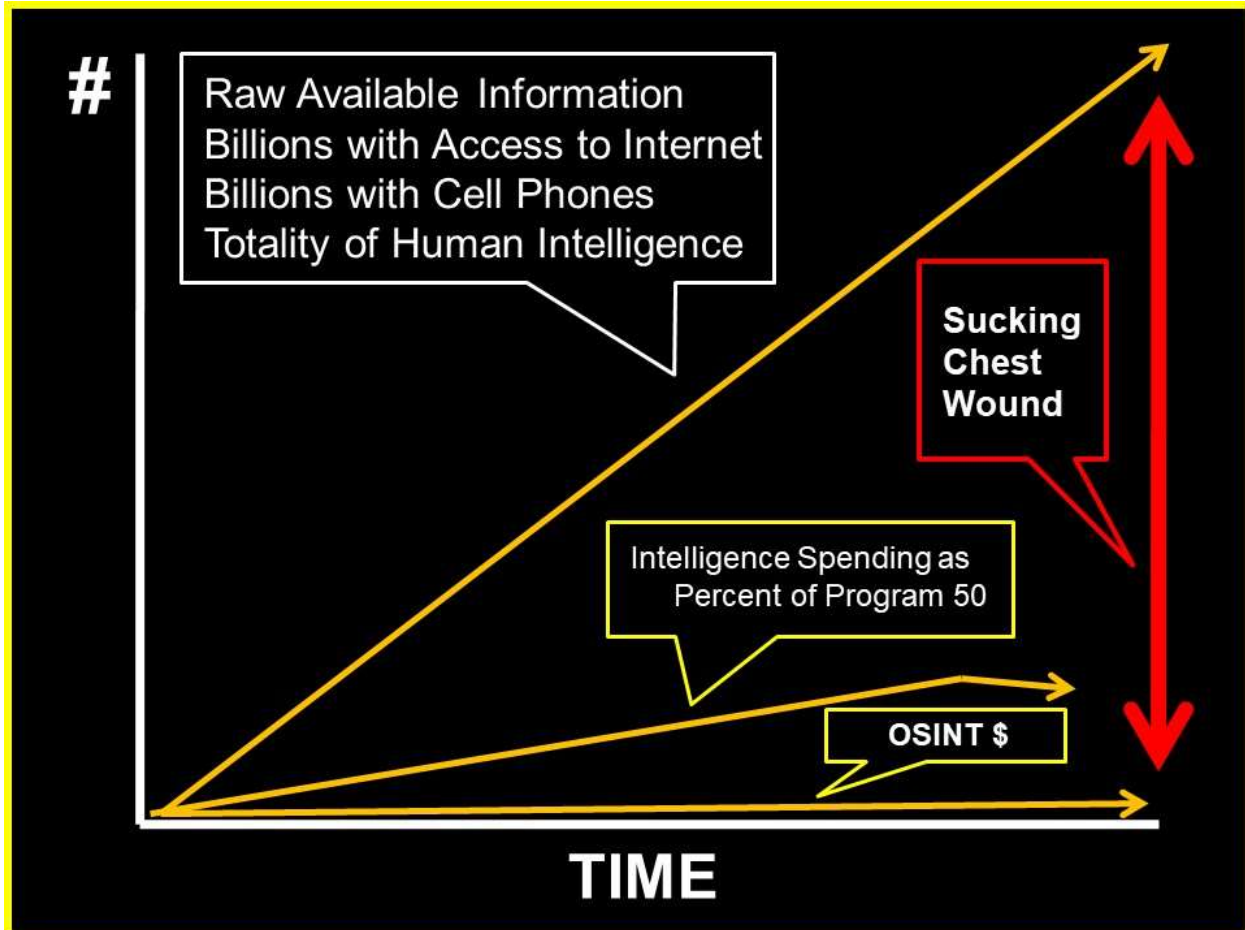 #
Raw Available Information
Billions with Access to Internet
Billions with Cell Phones
Totality of Human Intelligence
Sucking
Chest
Wound
Intelligence Spending as
Percent of Program 50
OSINT $
TIME